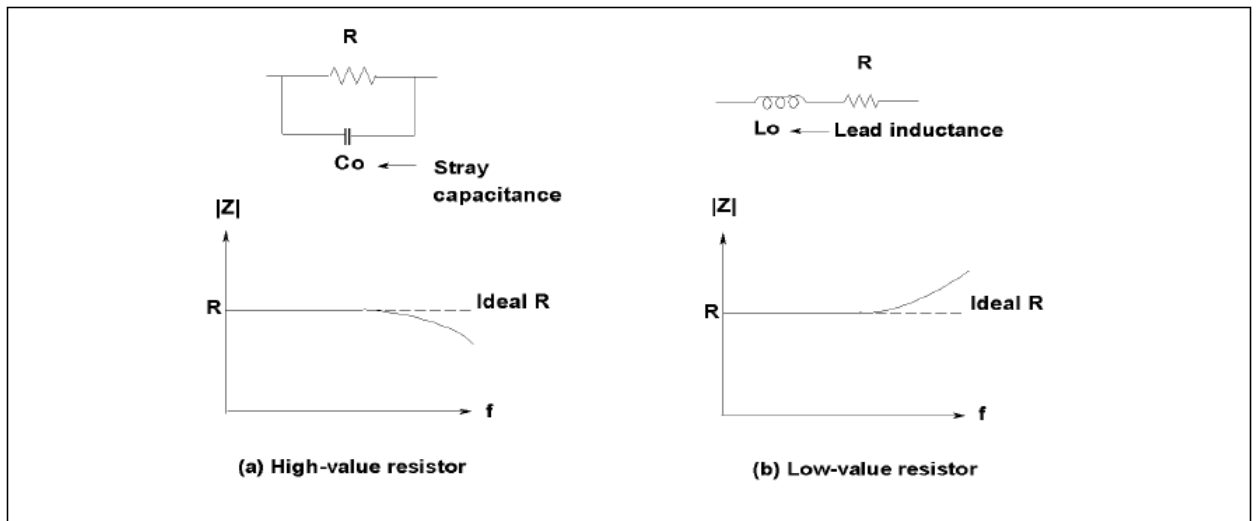 R
Co
Stray
capacitance
|Z|
R
Ideal R
f
(a) High-value resistor
R
Lo
Lead inductance
|Z|
R
Ideal R
f
(b) Low-value resistor